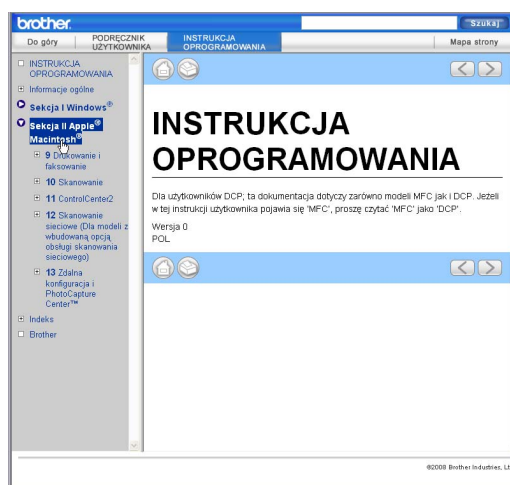 brother.
Szukaj
Do góry
PODRĘCZNIK
UŻYTKOWNIKA
INSTRUKCJA
OPROGRAMOWANIA
Mapa strony
INSTRUKCJA
OPROGRAMOWANIA
Informacje ogólne
Sekcja I Windows®
Sekcja II Apple®
Macintosh®
9 Drukowanie i
faksowanie
10 Skanowanie
11 ControlCenter2
12 Skanowanie
sieciowe (Dla modeli z
wbudowaną opcją
obsługi skanowania
sieciowego)
13 Zdalna
konfiguracja i
PhotoCapture
Center™
Indeks
Brother
INSTRUKCJA
OPROGRAMOWANIA
Dla użytkowników DCP; ta dokumentacja dotyczy zarówno modeli MFC jak i DCP. Jeżeli
w tej instrukcji użytkownika pojawia się 'MFC', proszę czytać 'MFC' jako 'DCP'.
Wersja 0
POL
©2008 Brother Industries, Lt